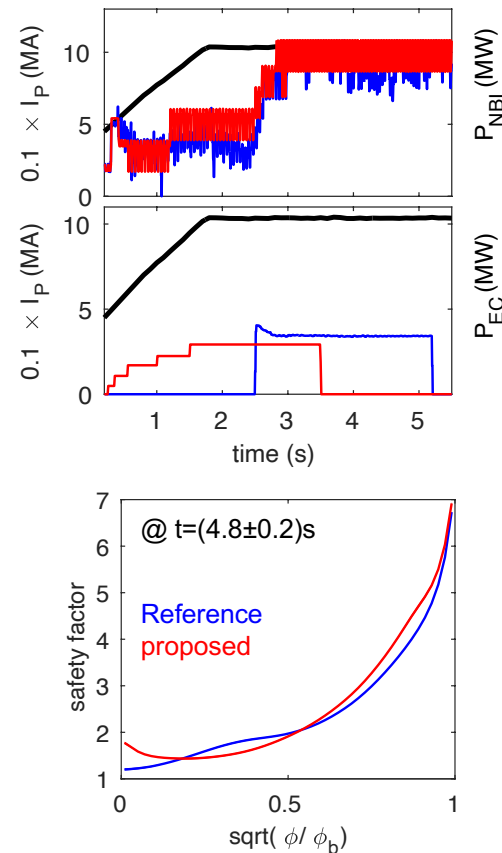 10
5
0
0.1 × I_P (MA)
P_NBI (MW)
10
5
0
0.1 × I_P (MA)
P_EC (MW)
1 2 3 4 5
time (s)
7
6
5
4
3
2
1
safety factor
@ t=(4.8±0.2)s
Reference
proposed
0 0.5 1
sqrt( ϕ/ ϕ_b)